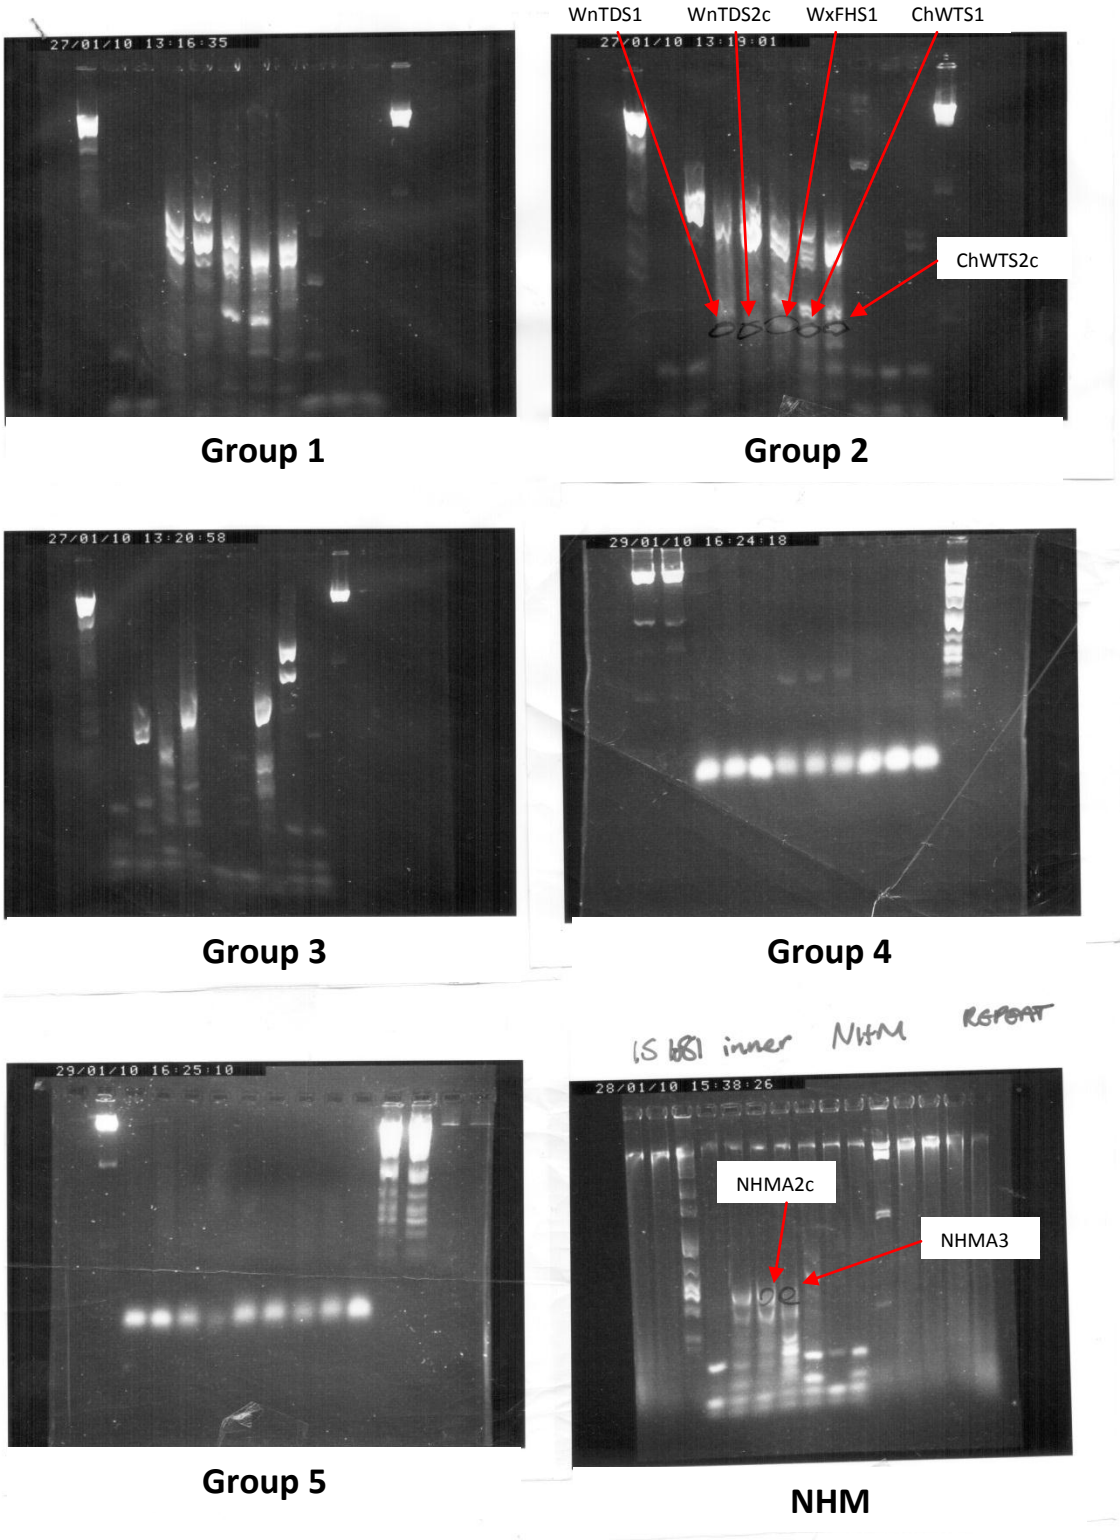 WnTDS1 WnTDS2c WxFHS1 ChWTS1
27/01/10 13:16:35
27/01/10 13:19:01
ChWTS2c
Group 1
Group 2
27/01/10 13:20:58
29/01/10 16:24:18
Group 3
Group 4
inner NHM REPEAT
29/01/10 16:25:10
28/01/10 15:38:26
NHMA2c
NHMA3
Group 5
NHM